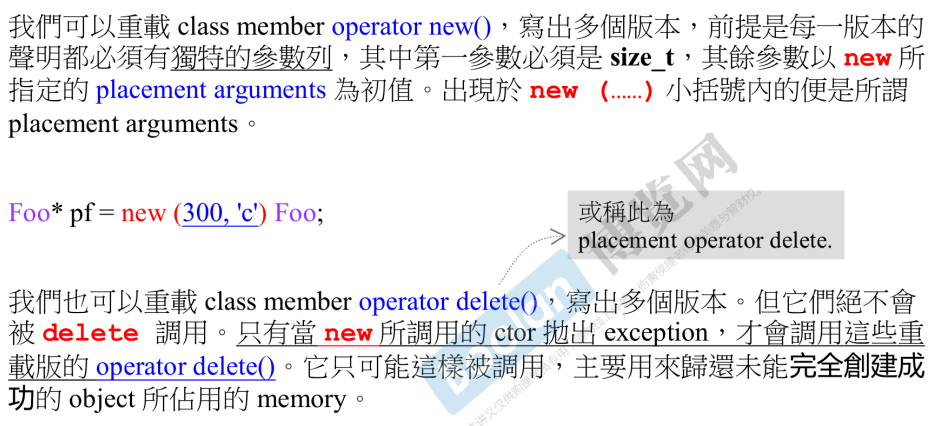 我們可以重載 class member operator new()，寫出多個版本，前提是每一版本的
聲明都必須有獨特的參數列，其中第一參數必須是 size_t，其餘參數以 new 所
指定的 placement arguments 為初值。出現於 new (……) 小括號內的便是所謂
placement arguments。
Foo* pf = new (300, 'c') Foo;
或稱此為
placement operator delete.
我們也可以重載 class member operator delete()，寫出多個版本。但它們絕不會
被 delete 調用。只有當 new 所調用的 ctor 拋出 exception，才會調用這些重
載版的 operator delete()。它只可能這樣被調用，主要用來歸還未能完全創建成
功的 object 所佔用的 memory。
博览网